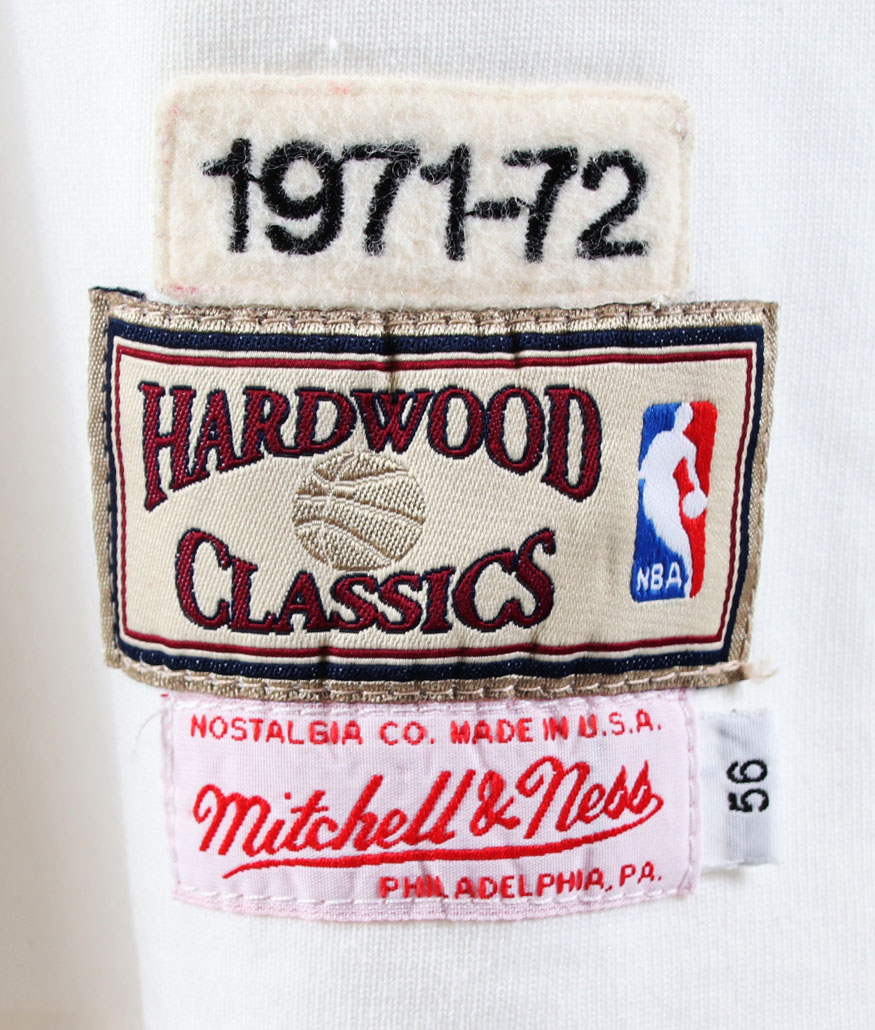 1971-72
HARDWOOD
CLASSICS
NBA
NOSTALGIA CO. MADE IN U.S.A.
Mitchell & Ness
PHILADELPHIA, PA.
56